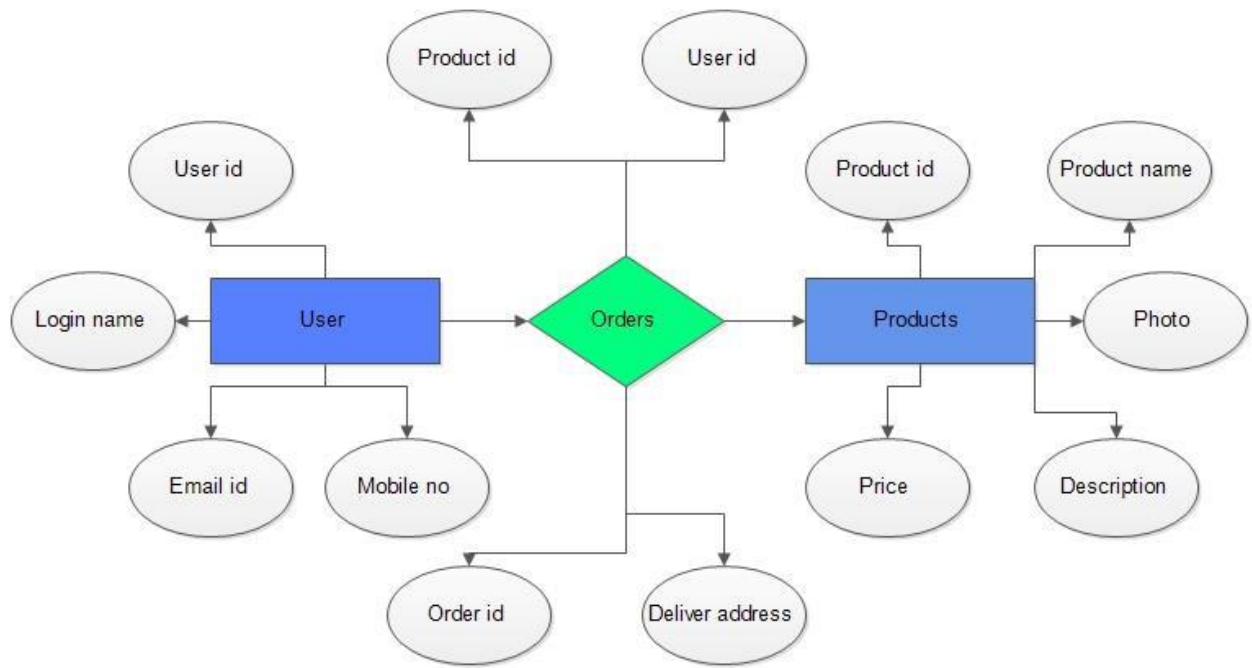 Product id
User id
User id
Product id
Product name
Login name
User
Orders
Products
Photo
Email id
Mobile no
Price
Description
Order id
Deliver address